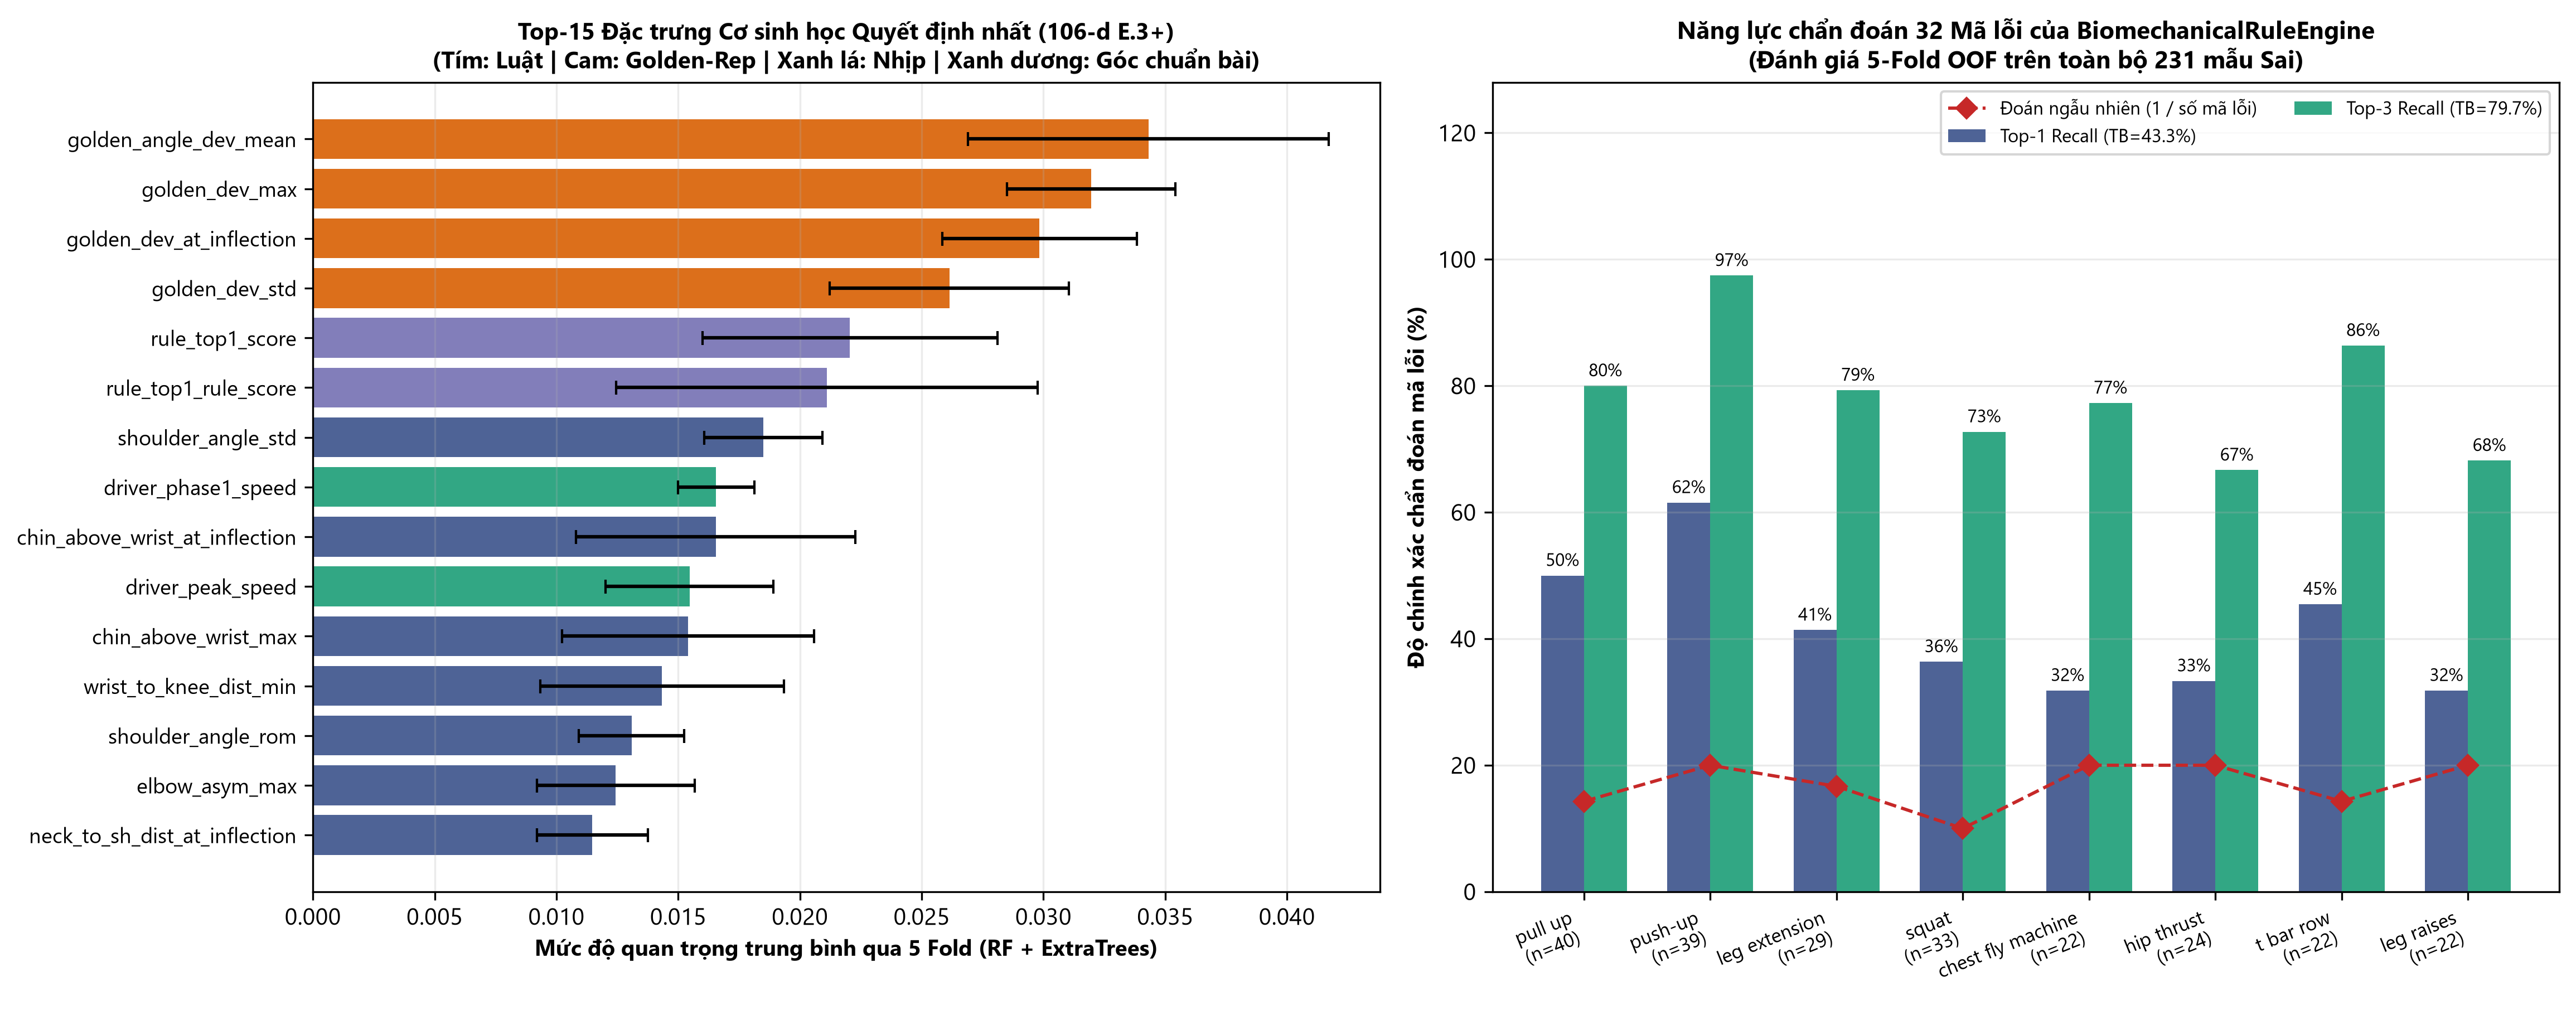 Top-15 Đặc trưng Cơ sinh học Quyết định nhất (106-d E.3+)
(Tím: Luật | Cam: Golden-Rep | Xanh lá: Nhịp | Xanh dương: Góc chuẩn bài)
golden_angle_dev_mean
golden_dev_max
golden_dev_at_inflection
golden_dev_std
rule_top1_score
rule_top1_rule_score
shoulder_angle_std
driver_phase1_speed
chin_above_wrist_at_inflection
driver_peak_speed
chin_above_wrist_max
wrist_to_knee_dist_min
shoulder_angle_rom
elbow_asym_max
neck_to_sh_dist_at_inflection
0.000 0.005 0.010 0.015 0.020 0.025 0.030 0.035 0.040
Mức độ quan trọng trung bình qua 5 Fold (RF + ExtraTrees)
Năng lực chẩn đoán 32 Mã lỗi của BiomechanicalRuleEngine
(Đánh giá 5-Fold OOF trên toàn bộ 231 mẫu Sai)
Đoán ngẫu nhiên (1 / số mã lỗi)
Top-1 Recall (TB=43.3%)
Top-3 Recall (TB=79.7%)
Độ chính xác chẩn đoán mã lỗi (%)
120
100
80
60
40
20
0
50% 80%
62% 97%
41% 79%
36% 73%
32% 77%
33% 67%
45% 86%
32% 68%
pull up
(n=40)
push-up
(n=39)
leg extension
(n=29)
squat
(n=33)
chest fly machine
(n=22)
hip thrust
(n=24)
t bar row
(n=22)
leg raises
(n=22)